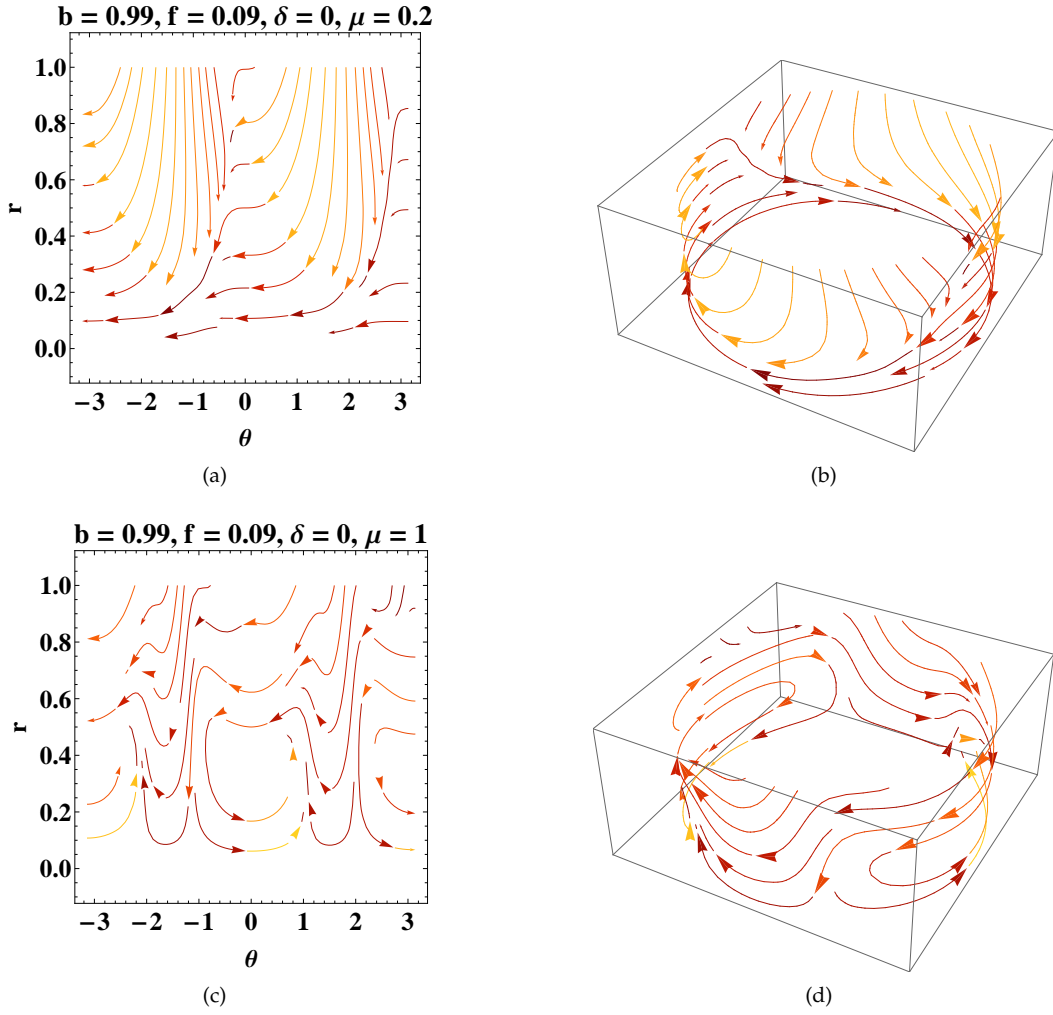 b = 0.99, f = 0.09, δ = 0, μ = 0.2
r
1.0
0.8
0.6
0.4
0.2
0.0
−3 −2 −1 0 1 2 3
θ
(a)
(b)
b = 0.99, f = 0.09, δ = 0, μ = 1
r
1.0
0.8
0.6
0.4
0.2
0.0
−3 −2 −1 0 1 2 3
θ
(c)
(d)